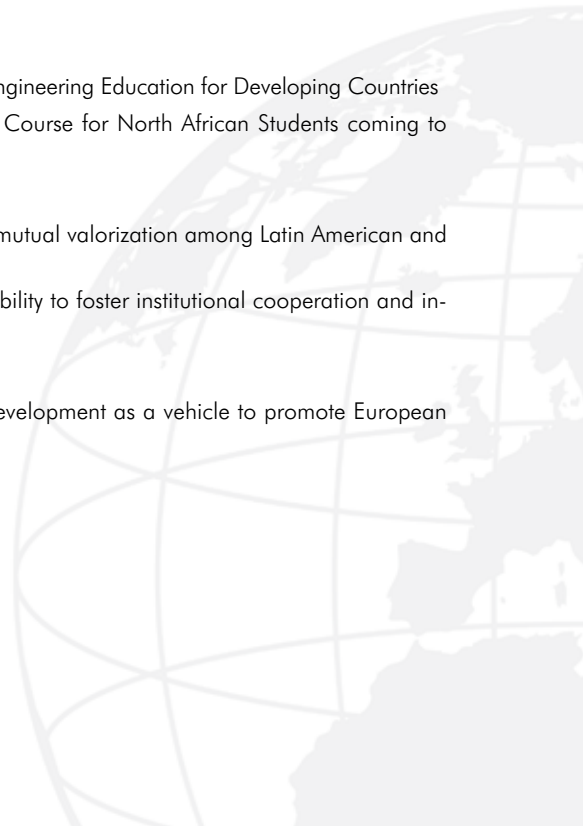 ngineering Education for Developing Countries
Course for North African Students coming to
mutual valorization among Latin American and
bility to foster institutional cooperation and in-
evelopment as a vehicle to promote European